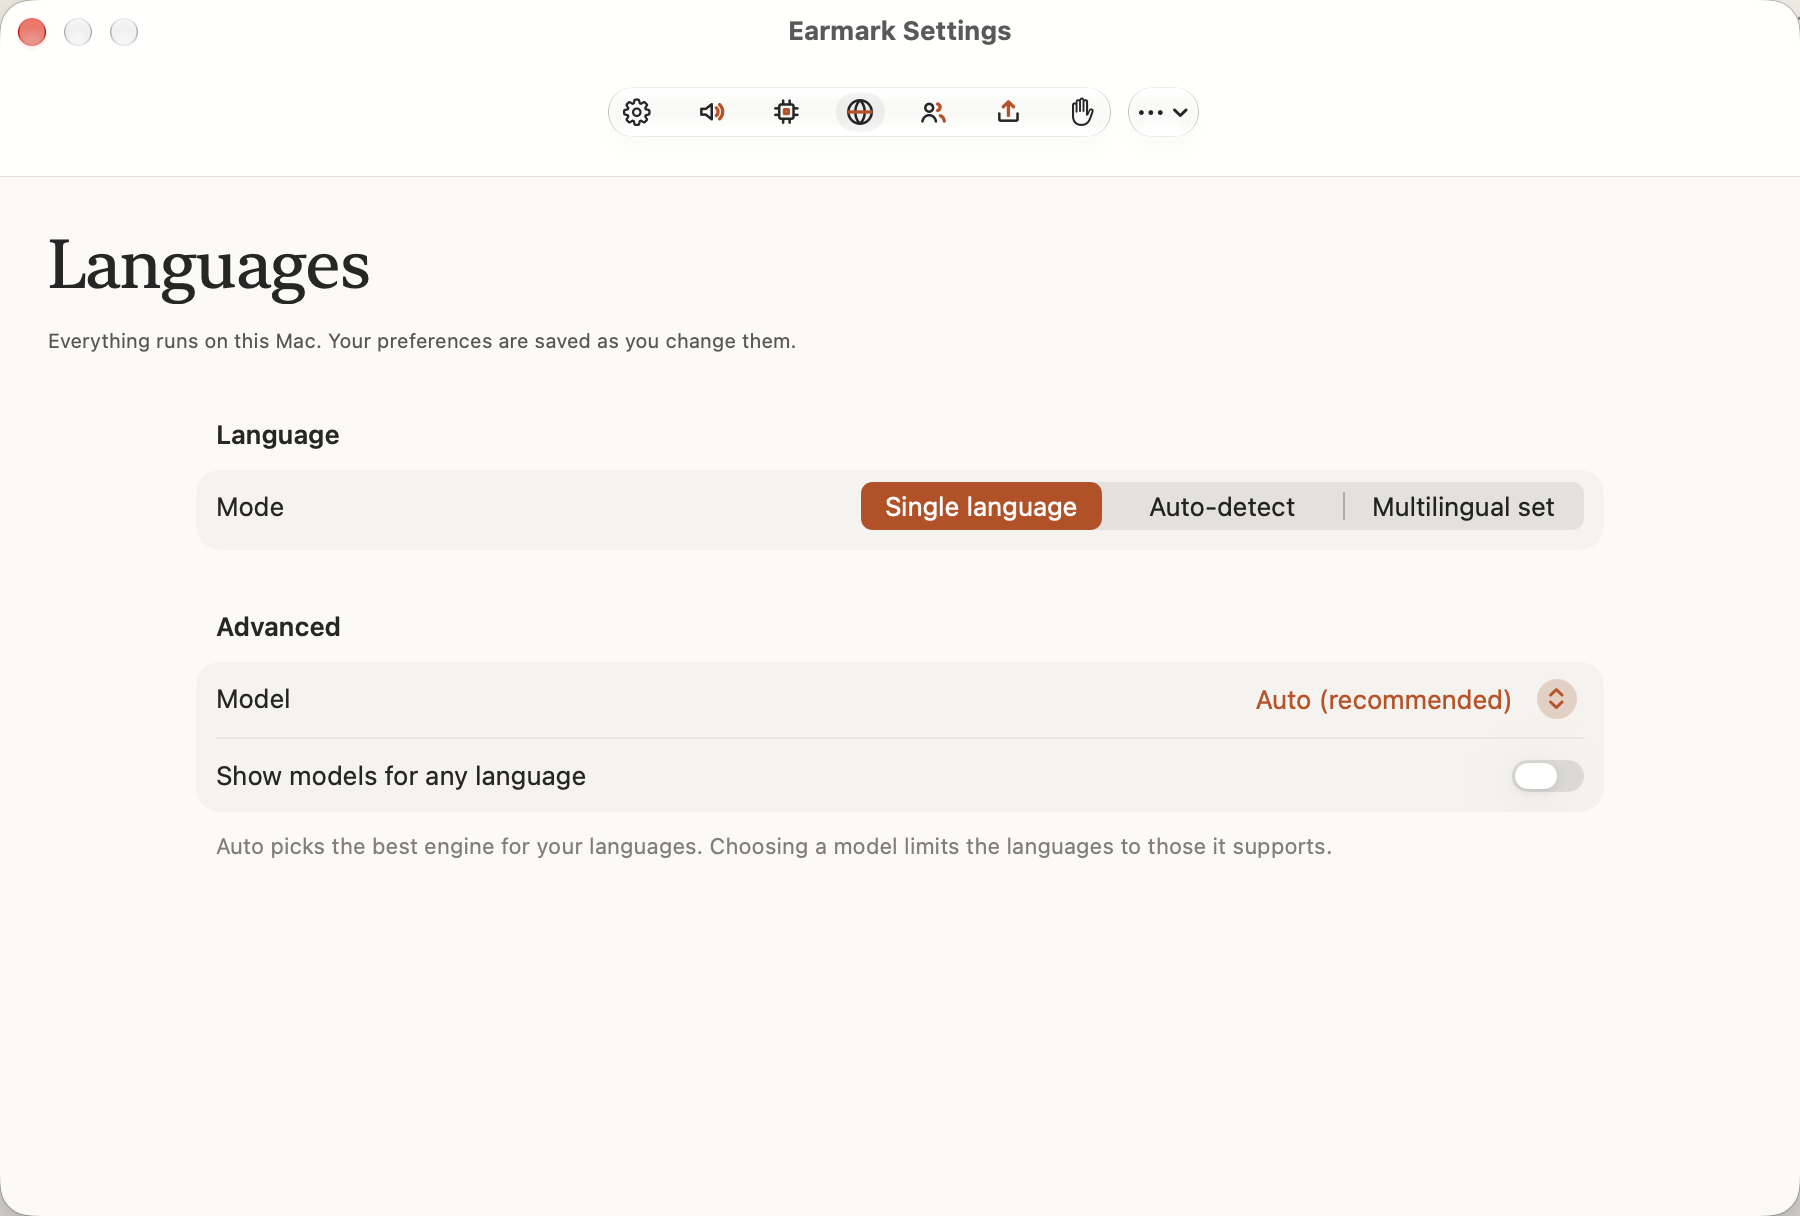 Earmark Settings
Languages
Everything runs on this Mac. Your preferences are saved as you change them.
Language
Mode
Single language
Auto-detect
Multilingual set
Advanced
Model
Auto (recommended)
Show models for any language
Auto picks the best engine for your languages. Choosing a model limits the languages to those it supports.